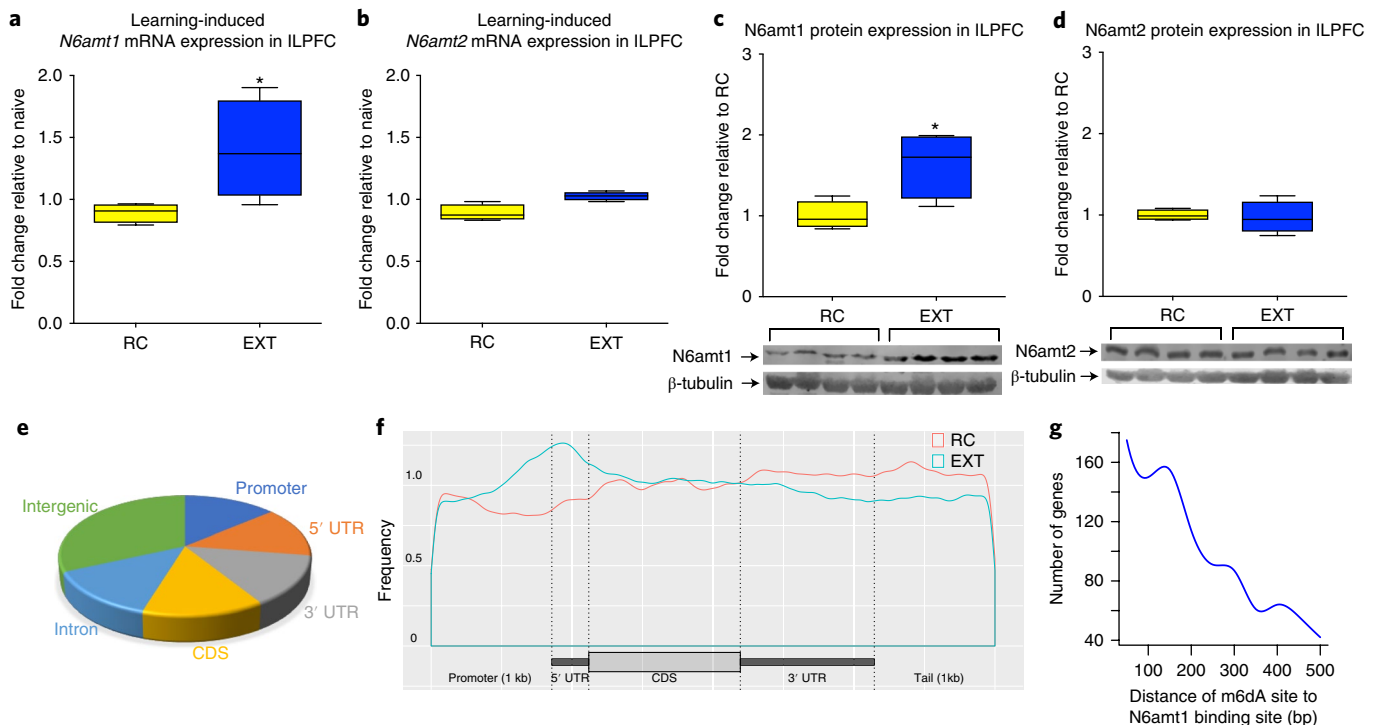 a
Learning-induced
N6amt1 mRNA expression in ILPFC
Fold change relative to naive
2.0
1.5
1.0
0.5
0.0
*
RC
EXT
b
Learning-induced
N6amt2 mRNA expression in ILPFC
Fold change relative to naive
2.0
1.5
1.0
0.5
0.0
RC
EXT
c
N6amt1 protein expression in ILPFC
Fold change relative to RC
3
2
1
0
*
RC
EXT
N6amt1
β-tubulin
d
N6amt2 protein expression in ILPFC
Fold change relative to RC
3
2
1
0
RC
EXT
N6amt2
β-tubulin
e
Promoter
5′ UTR
3′ UTR
CDS
Intron
Intergenic
f
RC
EXT
Frequency
1.0
0.5
0
Promoter (1 kb)
5′ UTR
CDS
3′ UTR
Tail (1kb)
g
Number of genes
160
120
80
40
100 200 300 400 500
Distance of m6dA site to
N6amt1 binding site (bp)